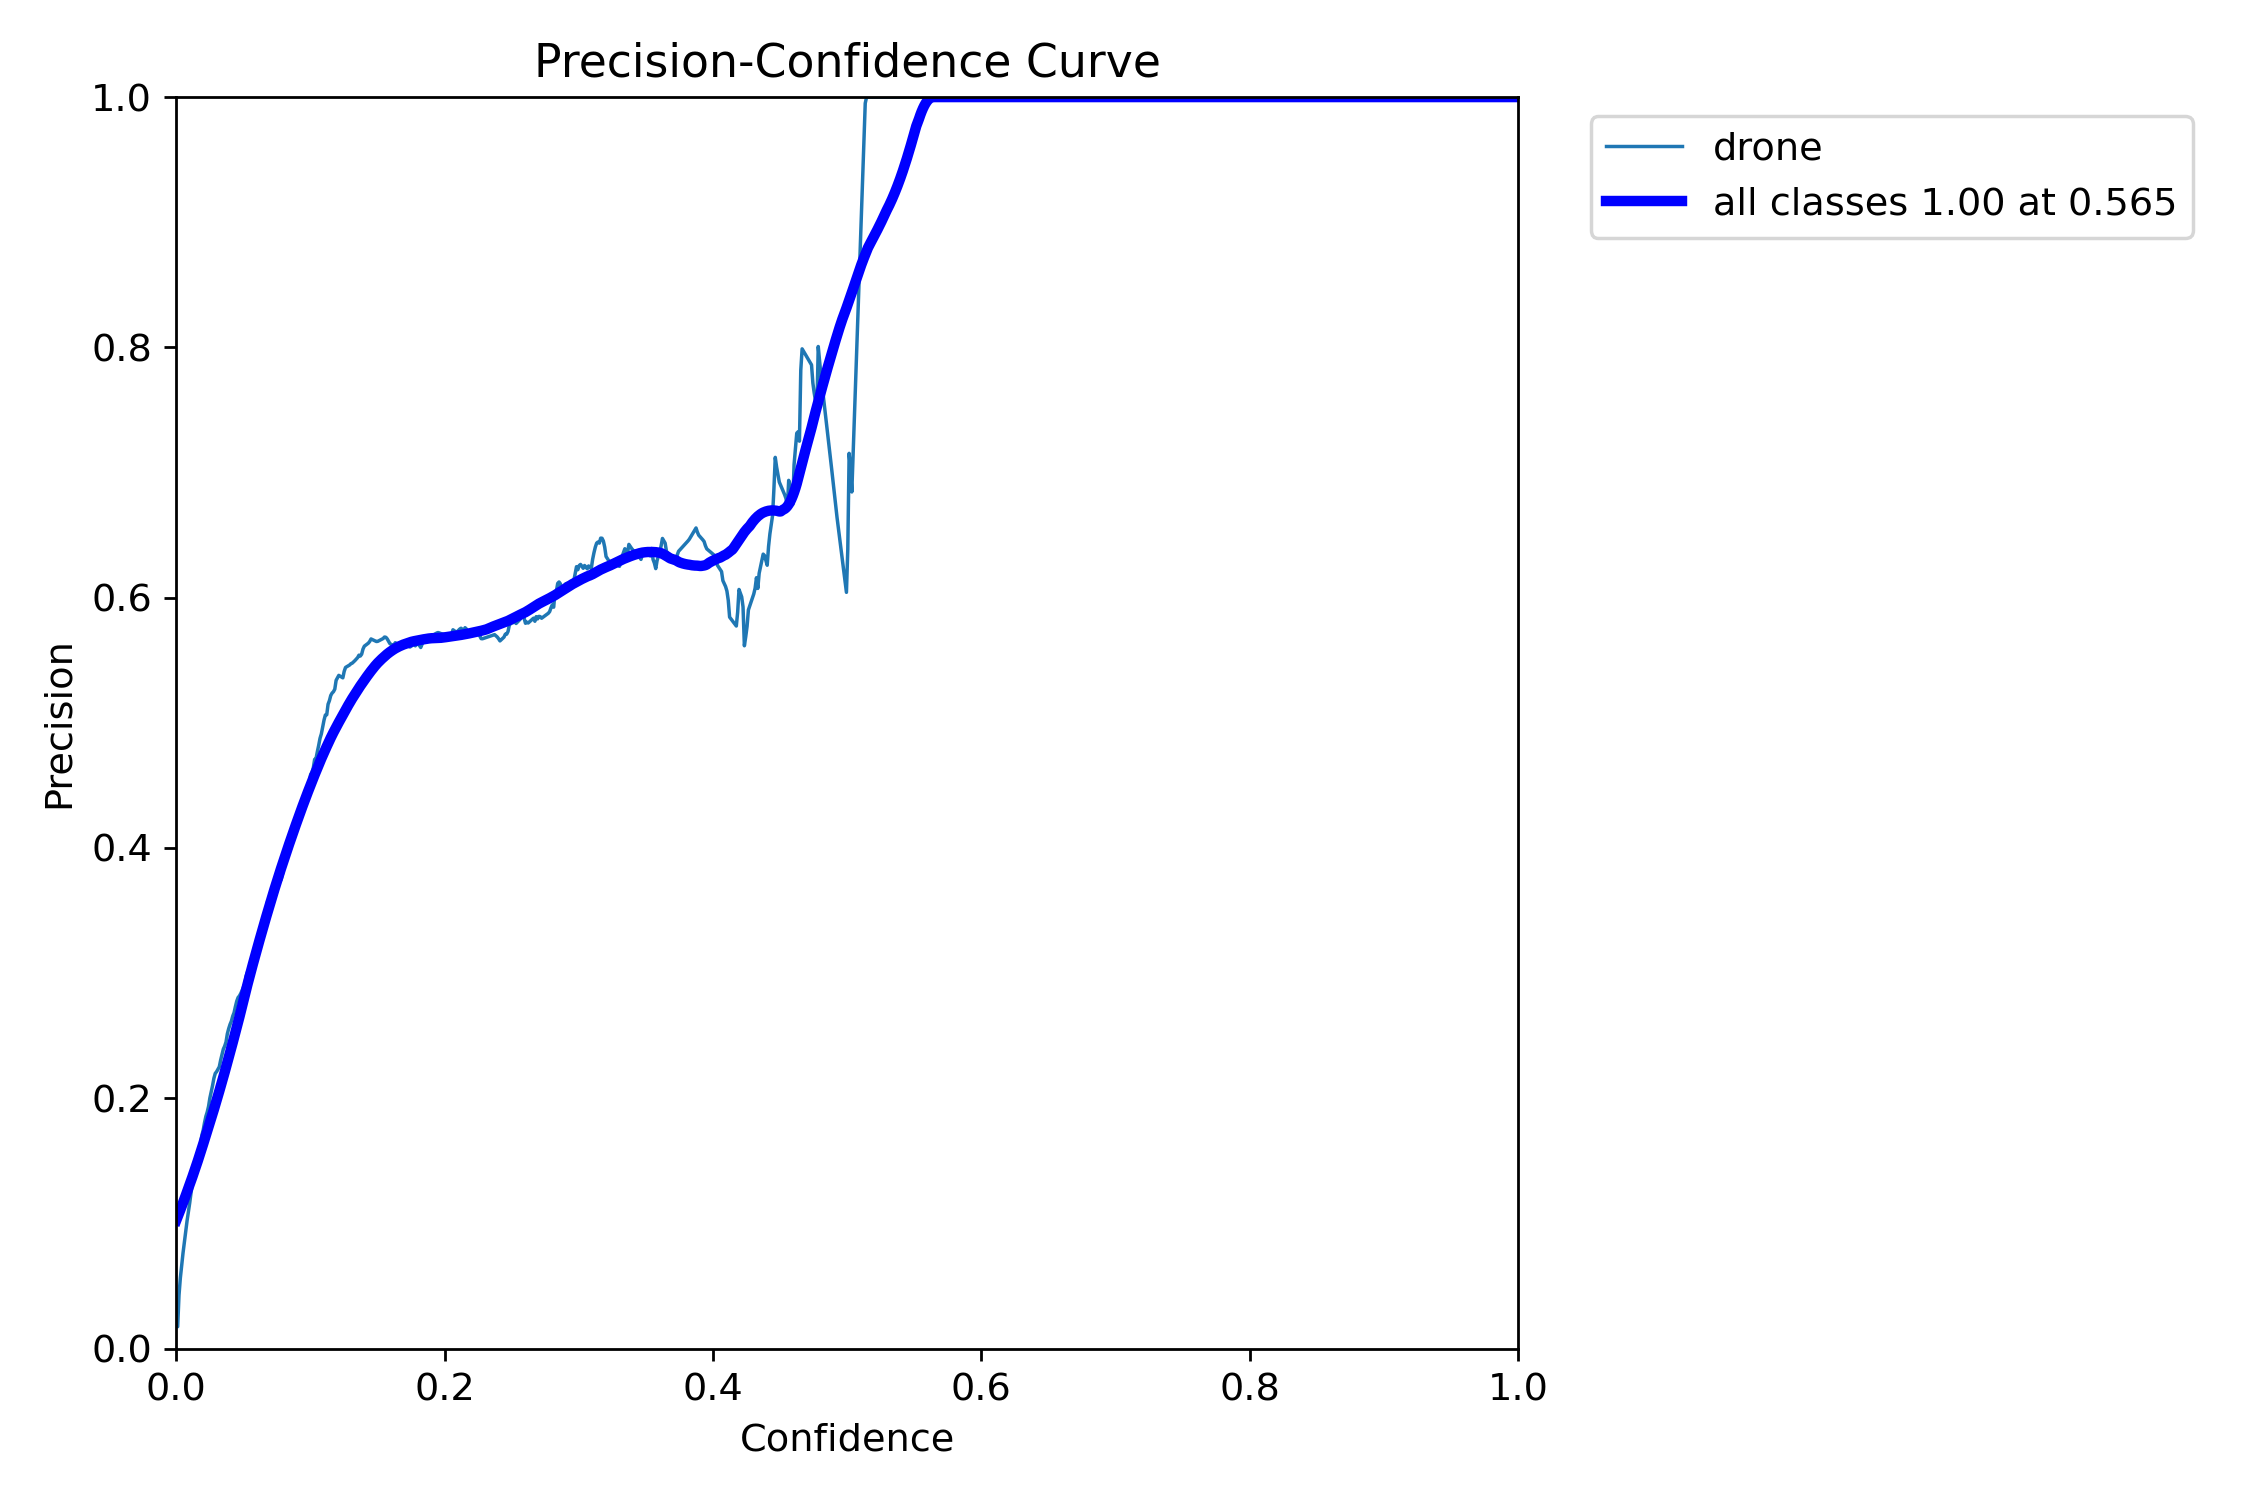 Precision-Confidence Curve
1.0
0.8
0.6
0.4
0.2
0.0
Precision
0.0 0.2 0.4 0.6 0.8 1.0
Confidence
drone
all classes 1.00 at 0.565